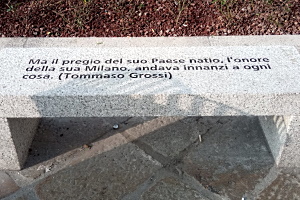 Ma il pregio del suo Paese natio, l'onore
della sua Milano, andava innanzi a ogni
cosa. (Tommaso Grossi)